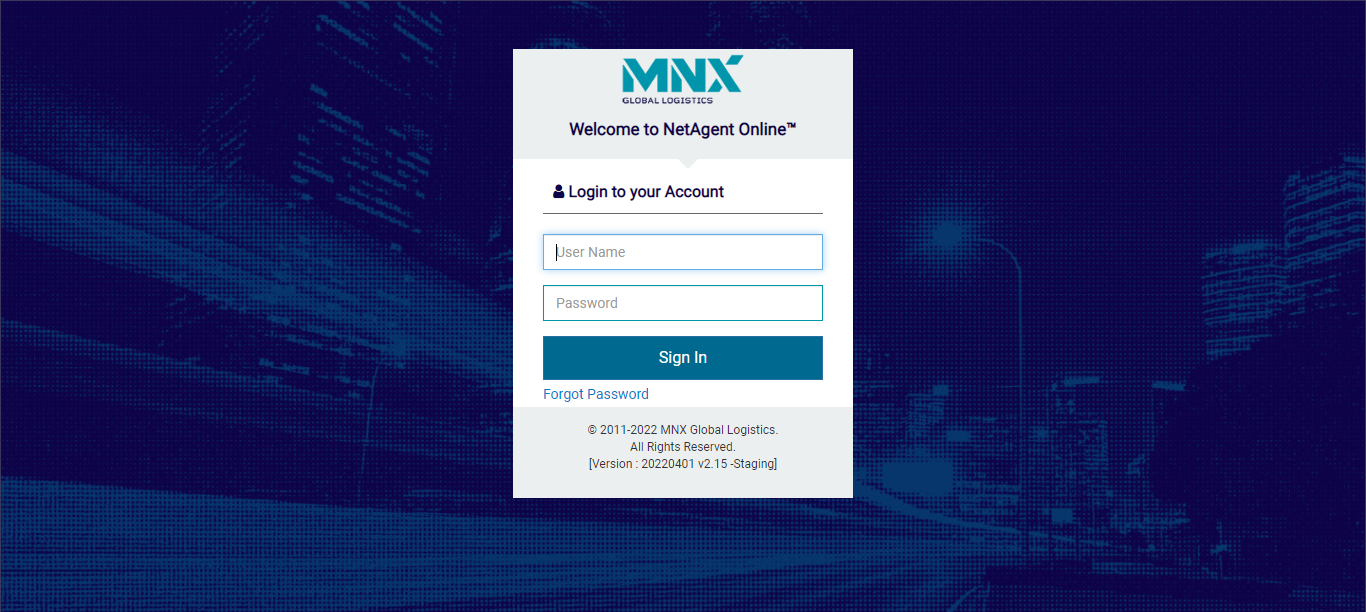 MNX
GLOBAL LOGISTICS
Welcome to NetAgent Online™
Login to your Account
User Name
Password
Sign In
Forgot Password
© 2011-2022 MNX Global Logistics.
All Rights Reserved.
[Version : 20220401 v2.15 -Staging]